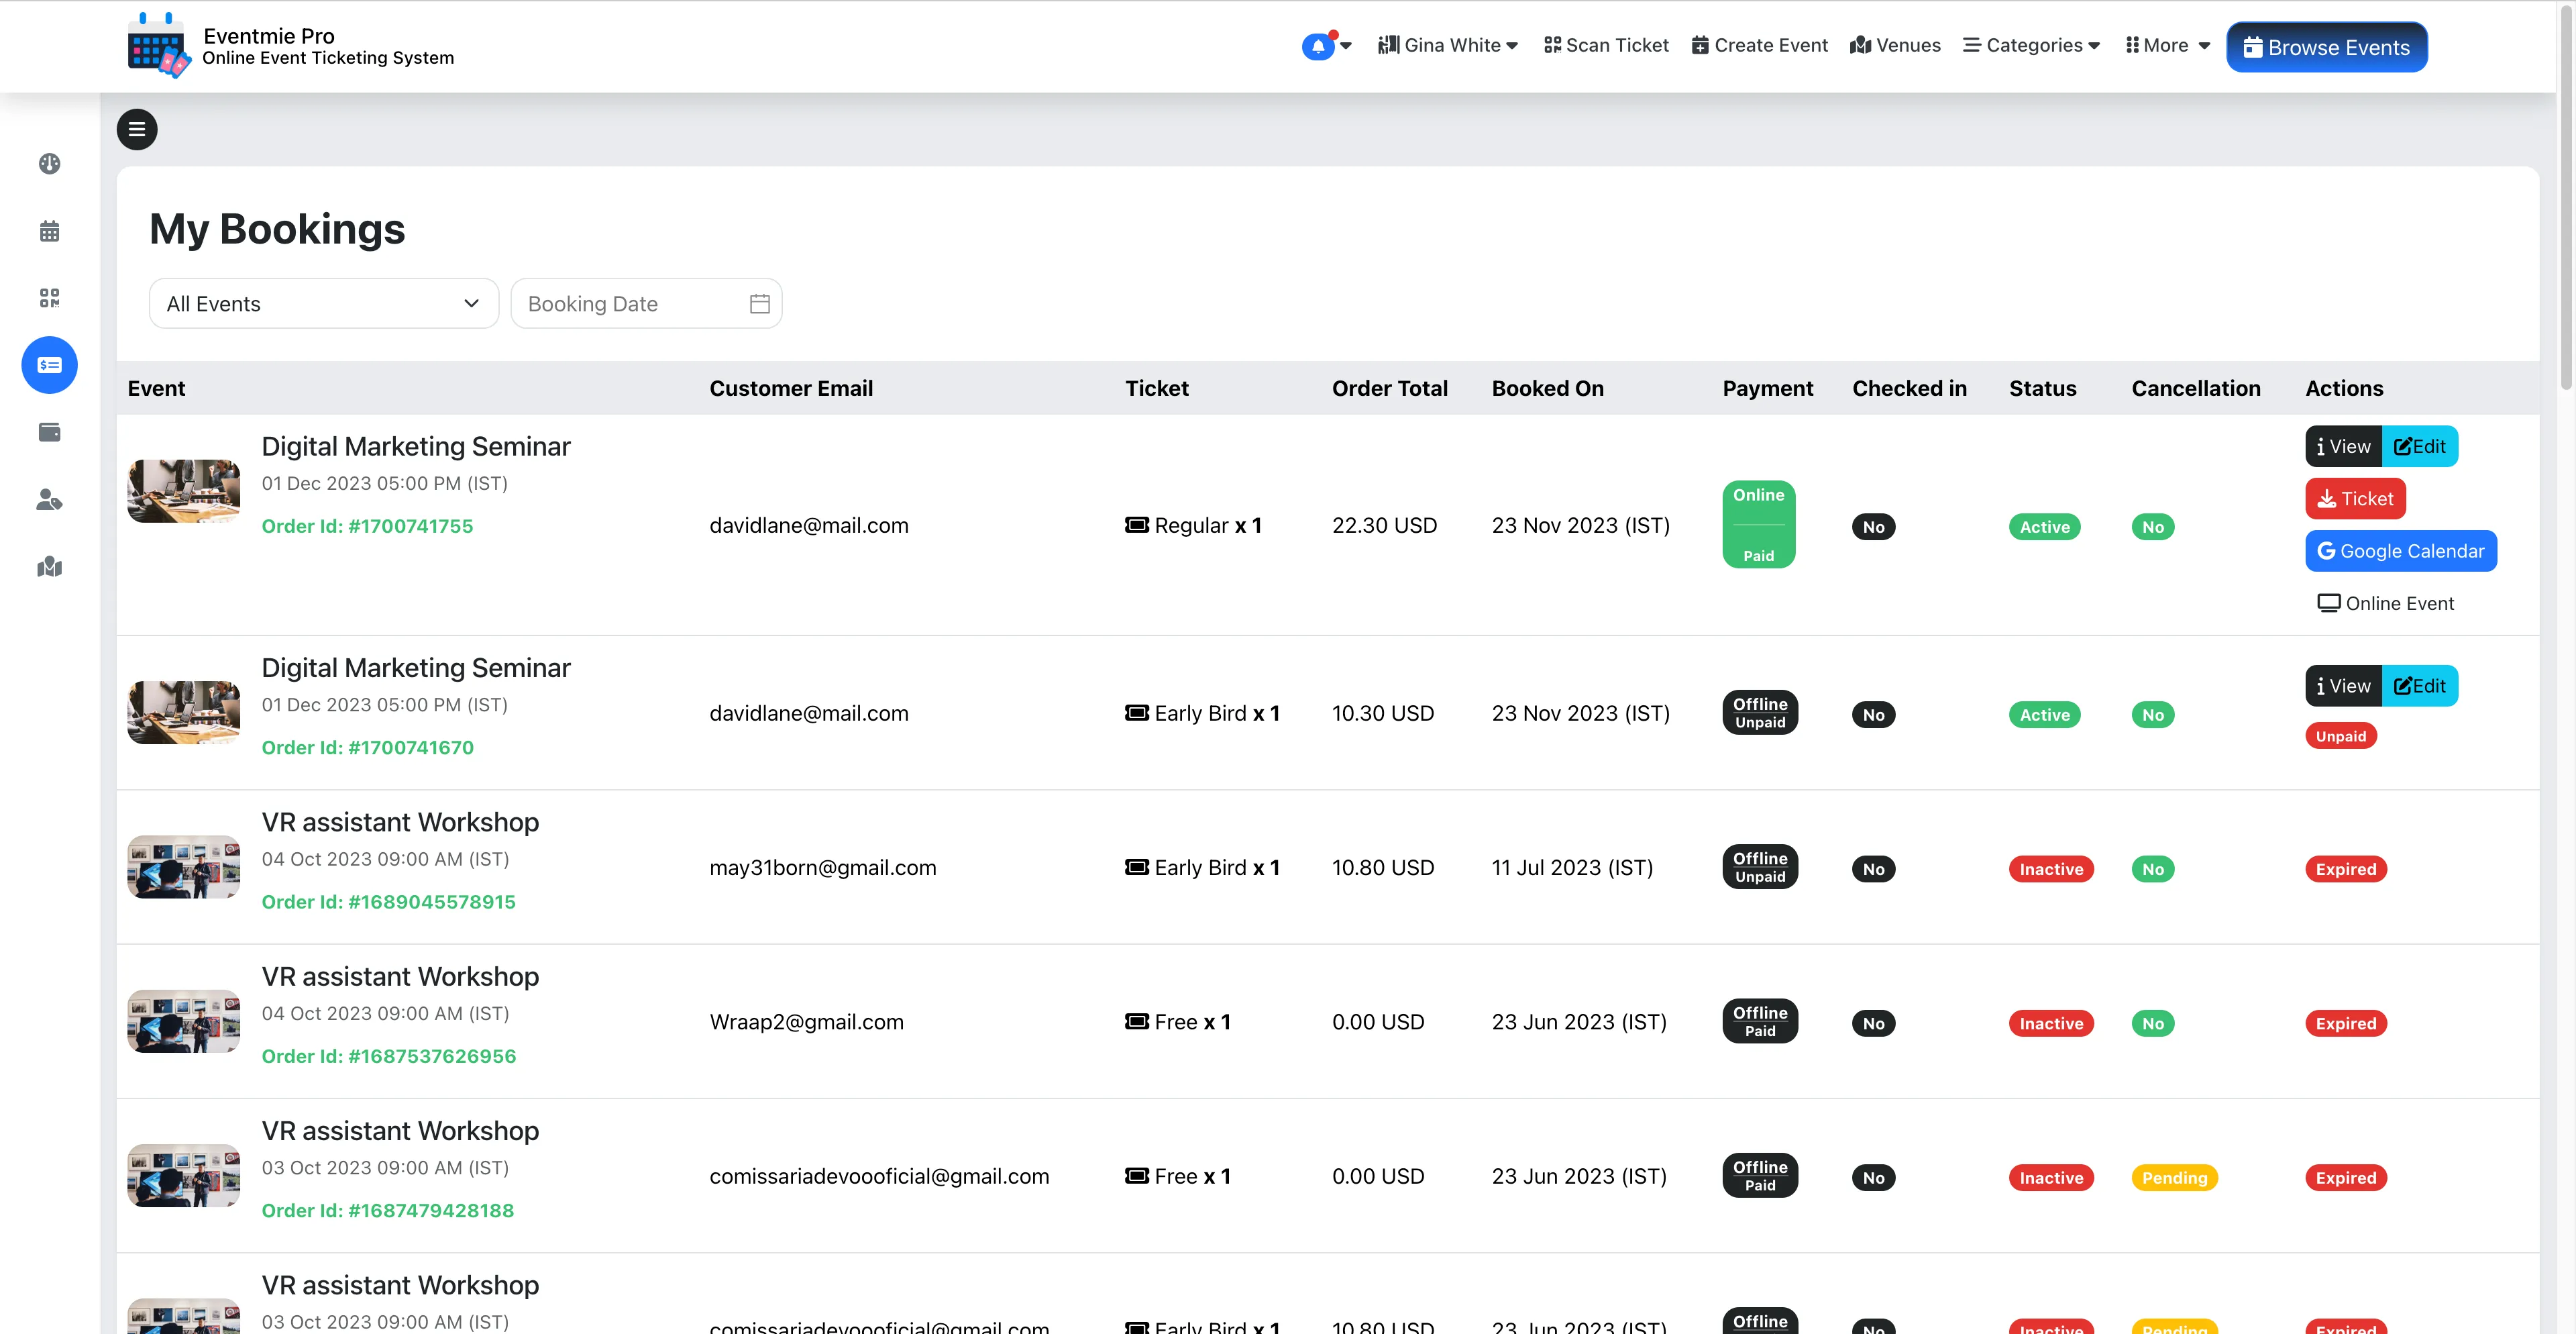 Eventmie Pro
Online Event Ticketing System
Gina White
Scan Ticket
Create Event
Venues
Categories
More
Browse Events
My Bookings
All Events
Booking Date
Event Customer Email Ticket Order Total Booked On Payment Checked in Status Cancellation Actions
Digital Marketing Seminar
01 Dec 2023 05:00 PM (IST)
Order Id: #1700741755
davidlane@mail.com
Regular x 1
22.30 USD
23 Nov 2023 (IST)
Online
Paid
No
Active
No
View
Edit
Ticket
Google Calendar
Online Event
Digital Marketing Seminar
01 Dec 2023 05:00 PM (IST)
Order Id: #1700741670
davidlane@mail.com
Early Bird x 1
10.30 USD
23 Nov 2023 (IST)
Offline
Unpaid
No
Active
No
View
Edit
Unpaid
VR assistant Workshop
04 Oct 2023 09:00 AM (IST)
Order Id: #1689045578915
may31born@gmail.com
Early Bird x 1
10.80 USD
11 Jul 2023 (IST)
Offline
Unpaid
No
Inactive
No
Expired
VR assistant Workshop
04 Oct 2023 09:00 AM (IST)
Order Id: #1687537626956
Wraap2@gmail.com
Free x 1
0.00 USD
23 Jun 2023 (IST)
Offline
Paid
No
Inactive
No
Expired
VR assistant Workshop
03 Oct 2023 09:00 AM (IST)
Order Id: #1687479428188
comissariadevoooficial@gmail.com
Free x 1
0.00 USD
23 Jun 2023 (IST)
Offline
Paid
No
Inactive
Pending
Expired
VR assistant Workshop
03 Oct 2023 09:00 AM (IST)
comissariadevoooficial@gmail.com
Early Bird x 1
10.80 USD
23 Jun 2023 (IST)
Offline
No
Inactive
Pending
Expired